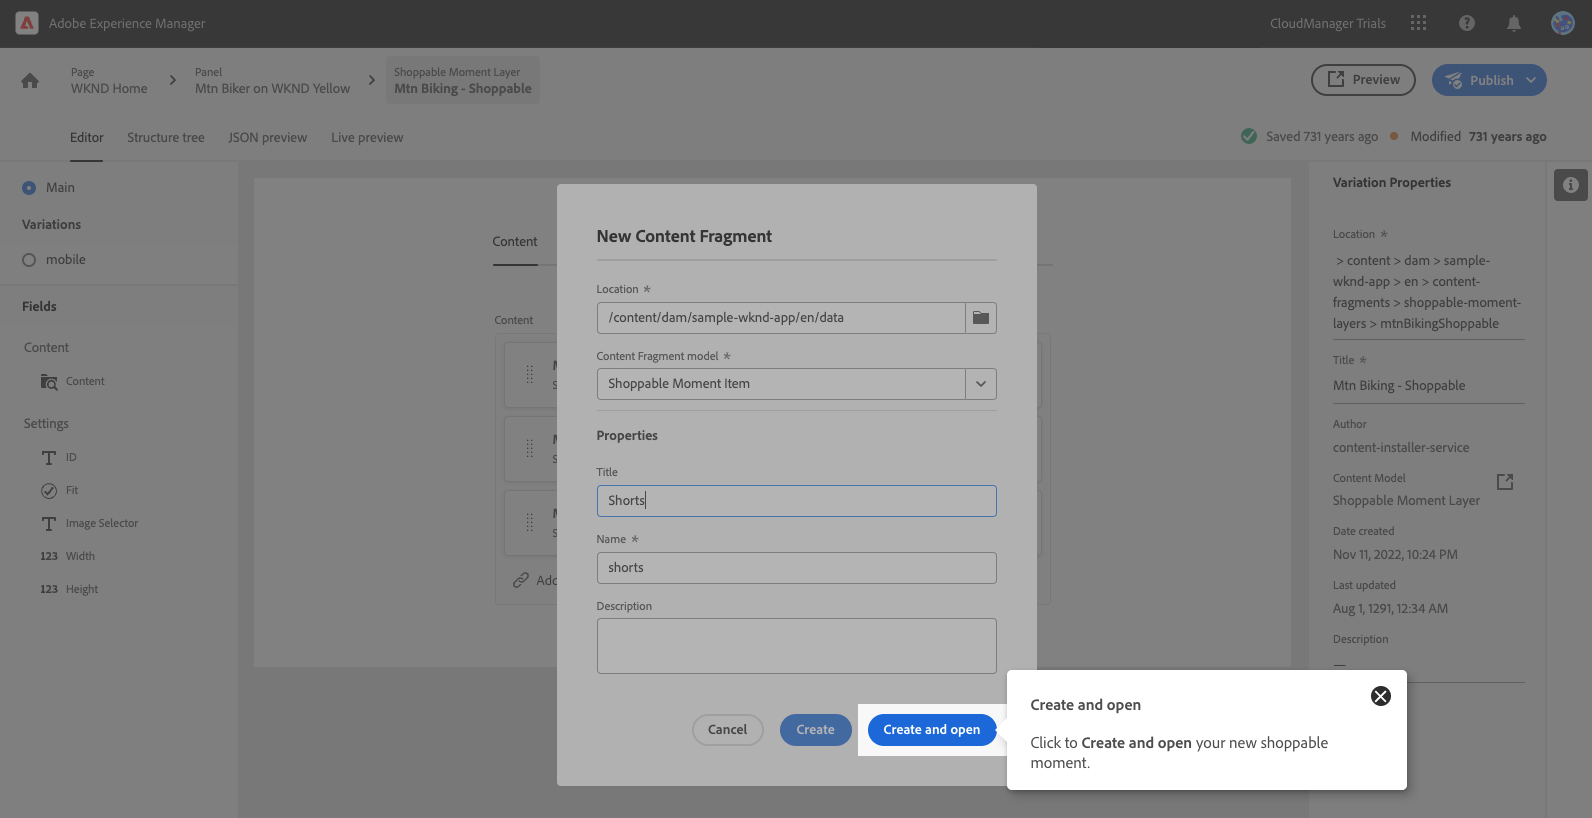 Adobe Experience Manager
CloudManager Trials
Page
WKND Home
Panel
Mtn Biker on WKND Yellow
Shoppable Moment Layer
Mtn Biking - Shoppable
Preview
Publish
Editor
Structure tree
JSON preview
Live preview
Saved 731 years ago
Modified 731 years ago
Main
Variations
mobile
Fields
Content
Content
Settings
ID
Fit
Image Selector
123 Width
123 Height
Content
Content
New Content Fragment
Location *
/content/dam/sample-wknd-app/en/data
Content Fragment model *
Shoppable Moment Item
Properties
Title
Shorts
Name *
shorts
Description
Cancel
Create
Create and open
Create and open
Click to Create and open your new shoppable
moment.
Variation Properties
Location *
> content > dam > sample-
wknd-app > en > content-
fragments > shoppable-moment-
layers > mtnBikingShoppable
Title *
Mtn Biking - Shoppable
Author
content-installer-service
Content Model
Shoppable Moment Layer
Date created
Nov 11, 2022, 10:24 PM
Last updated
Aug 1, 1291, 12:34 AM
Description
—